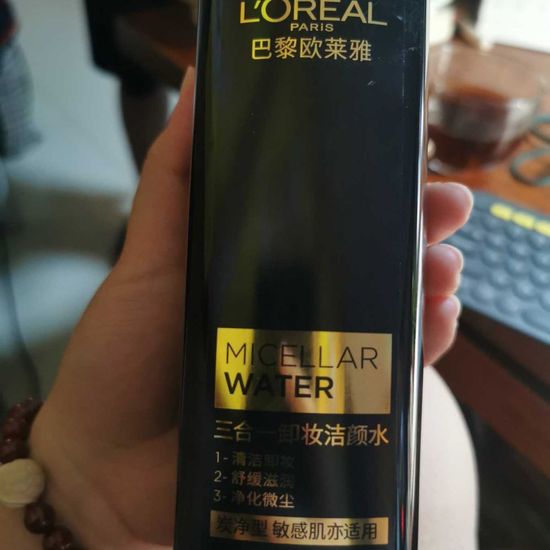 L'ORÉAL
PARIS
巴黎欧莱雅
MICELLAR
WATER
三合一卸妆洁颜水
1- 清洁卸妆
2- 舒缓滋润
3- 净化微尘
炭净型 敏感肌亦适用